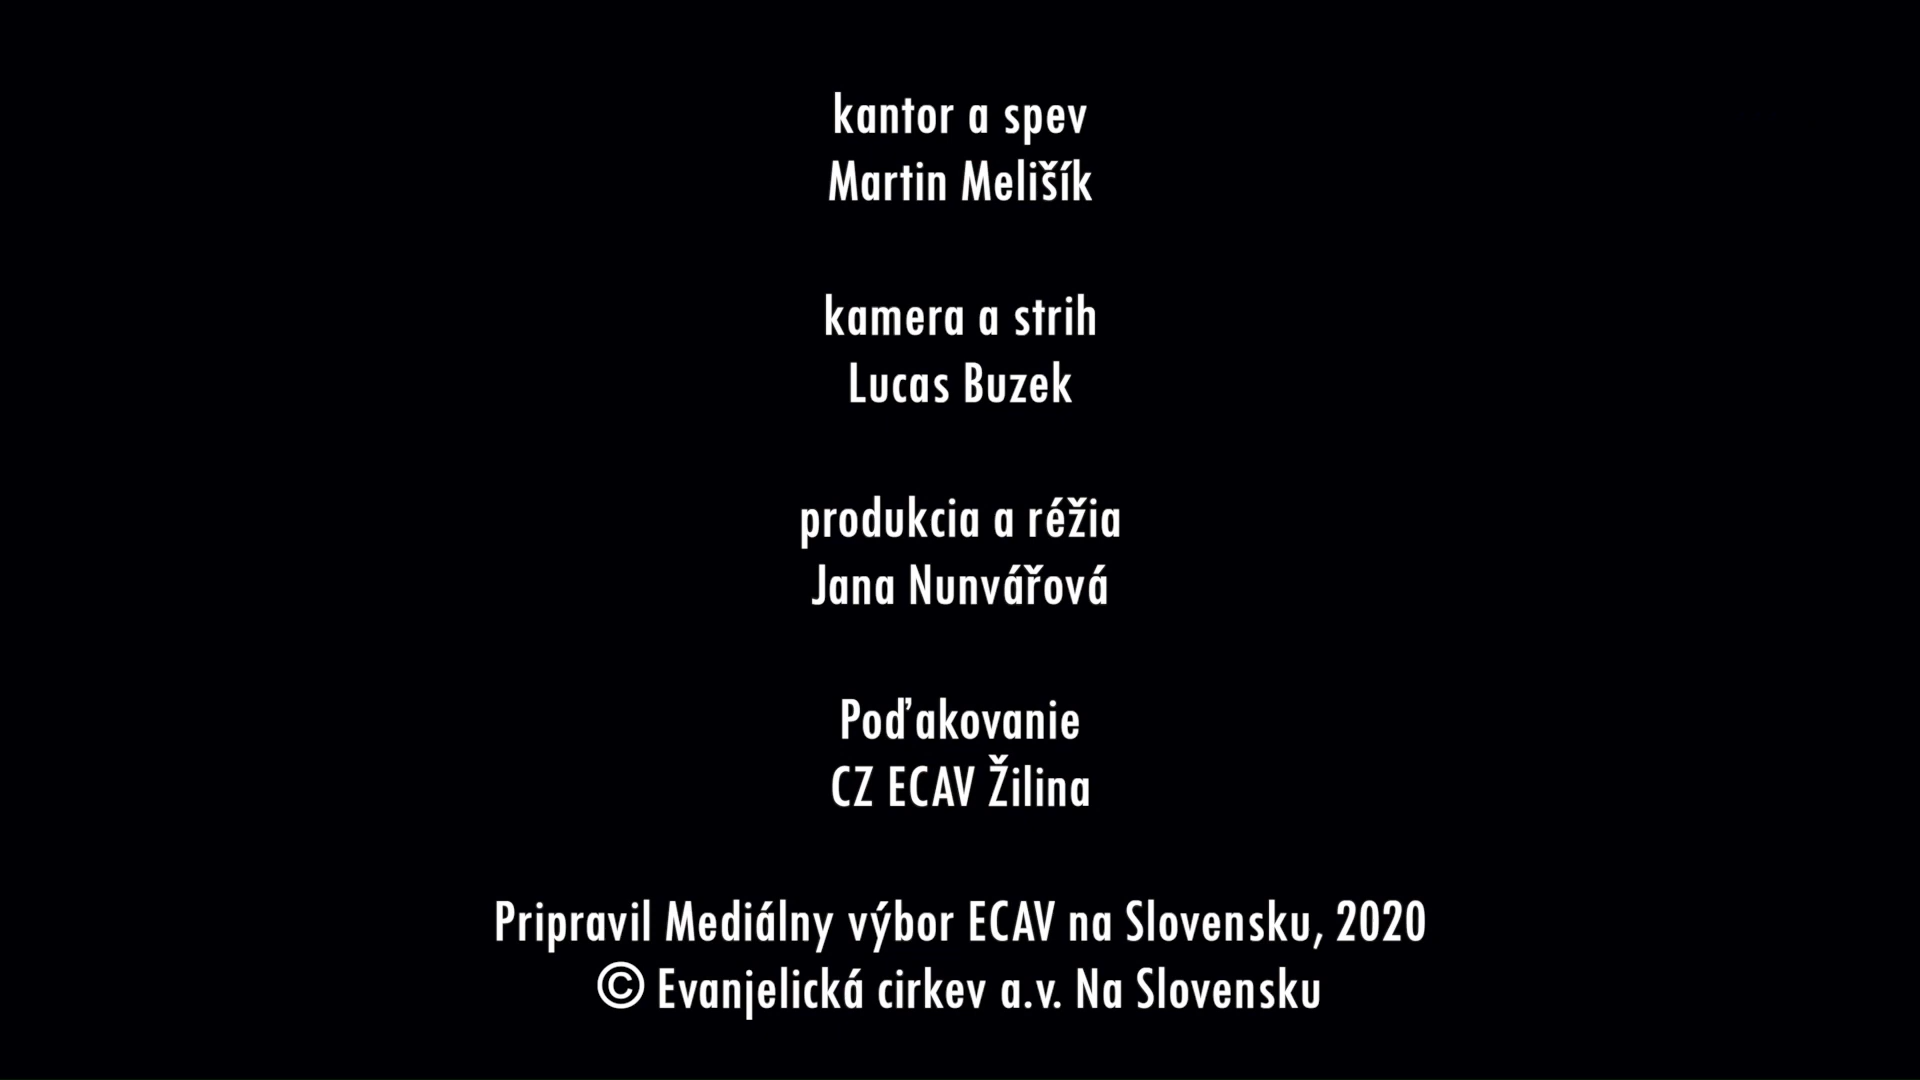 kantor a spev
Martin Melišík
kamera a strih
Lucas Buzek
produkcia a réžia
Jana Nunvářová
Poďakovanie
CZ ECAV Žilina
Pripravil Mediálny výbor ECAV na Slovensku, 2020
© Evanjelická cirkev a.v. Na Slovensku